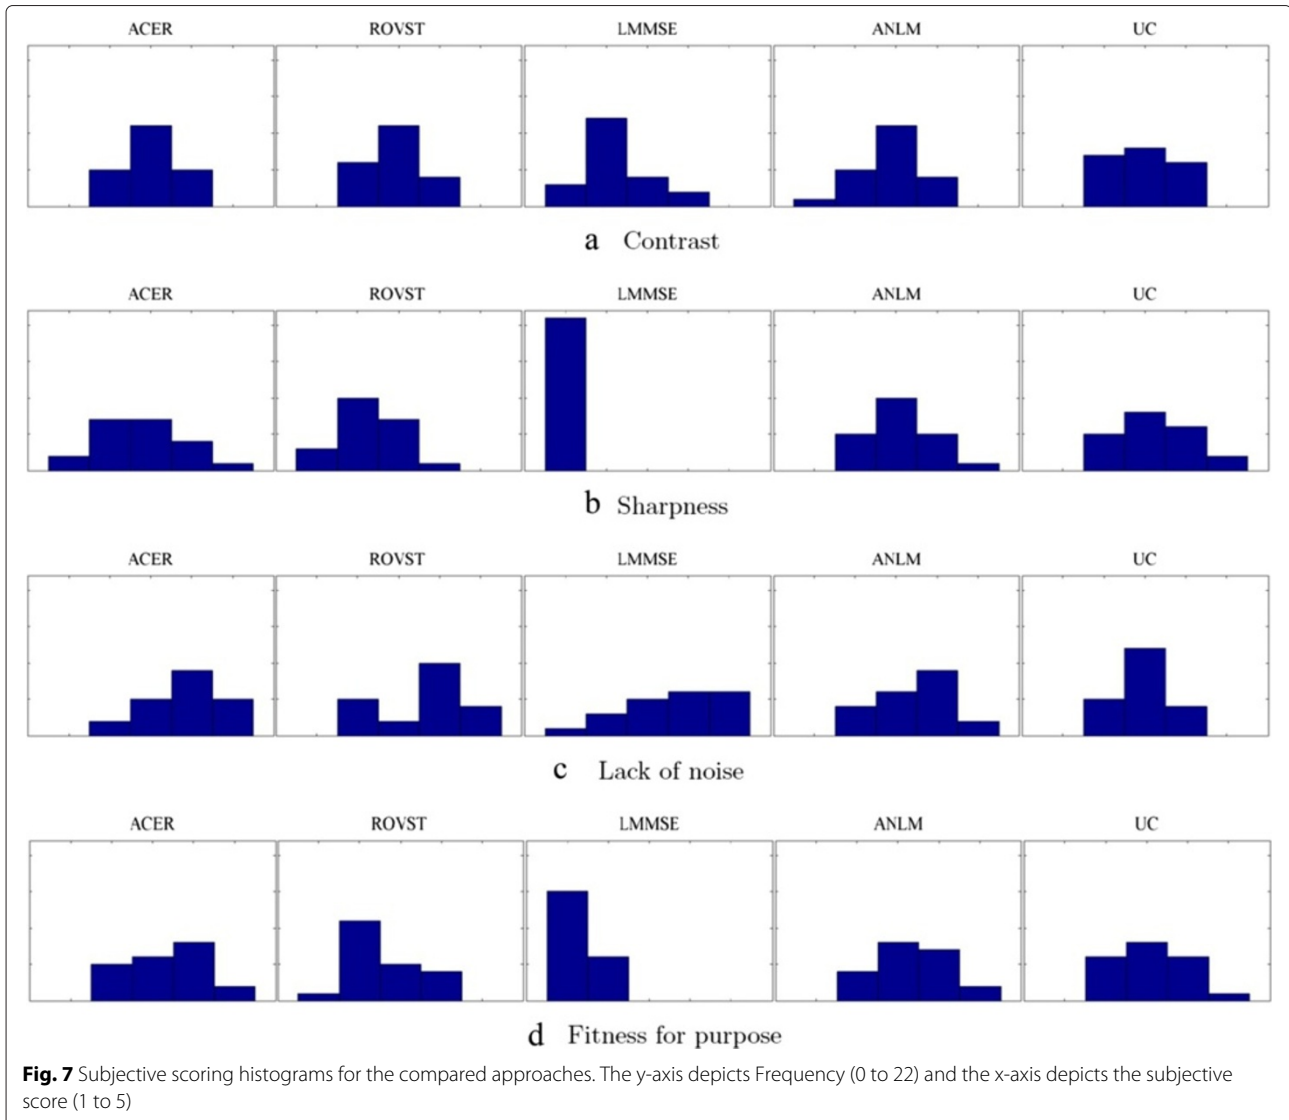 ACER ROVST LMMSE ANLM UC
a Contrast
ACER ROVST LMMSE ANLM UC
b Sharpness
ACER ROVST LMMSE ANLM UC
c Lack of noise
ACER ROVST LMMSE ANLM UC
d Fitness for purpose
Fig. 7 Subjective scoring histograms for the compared approaches. The y-axis depicts Frequency (0 to 22) and the x-axis depicts the subjective
score (1 to 5)